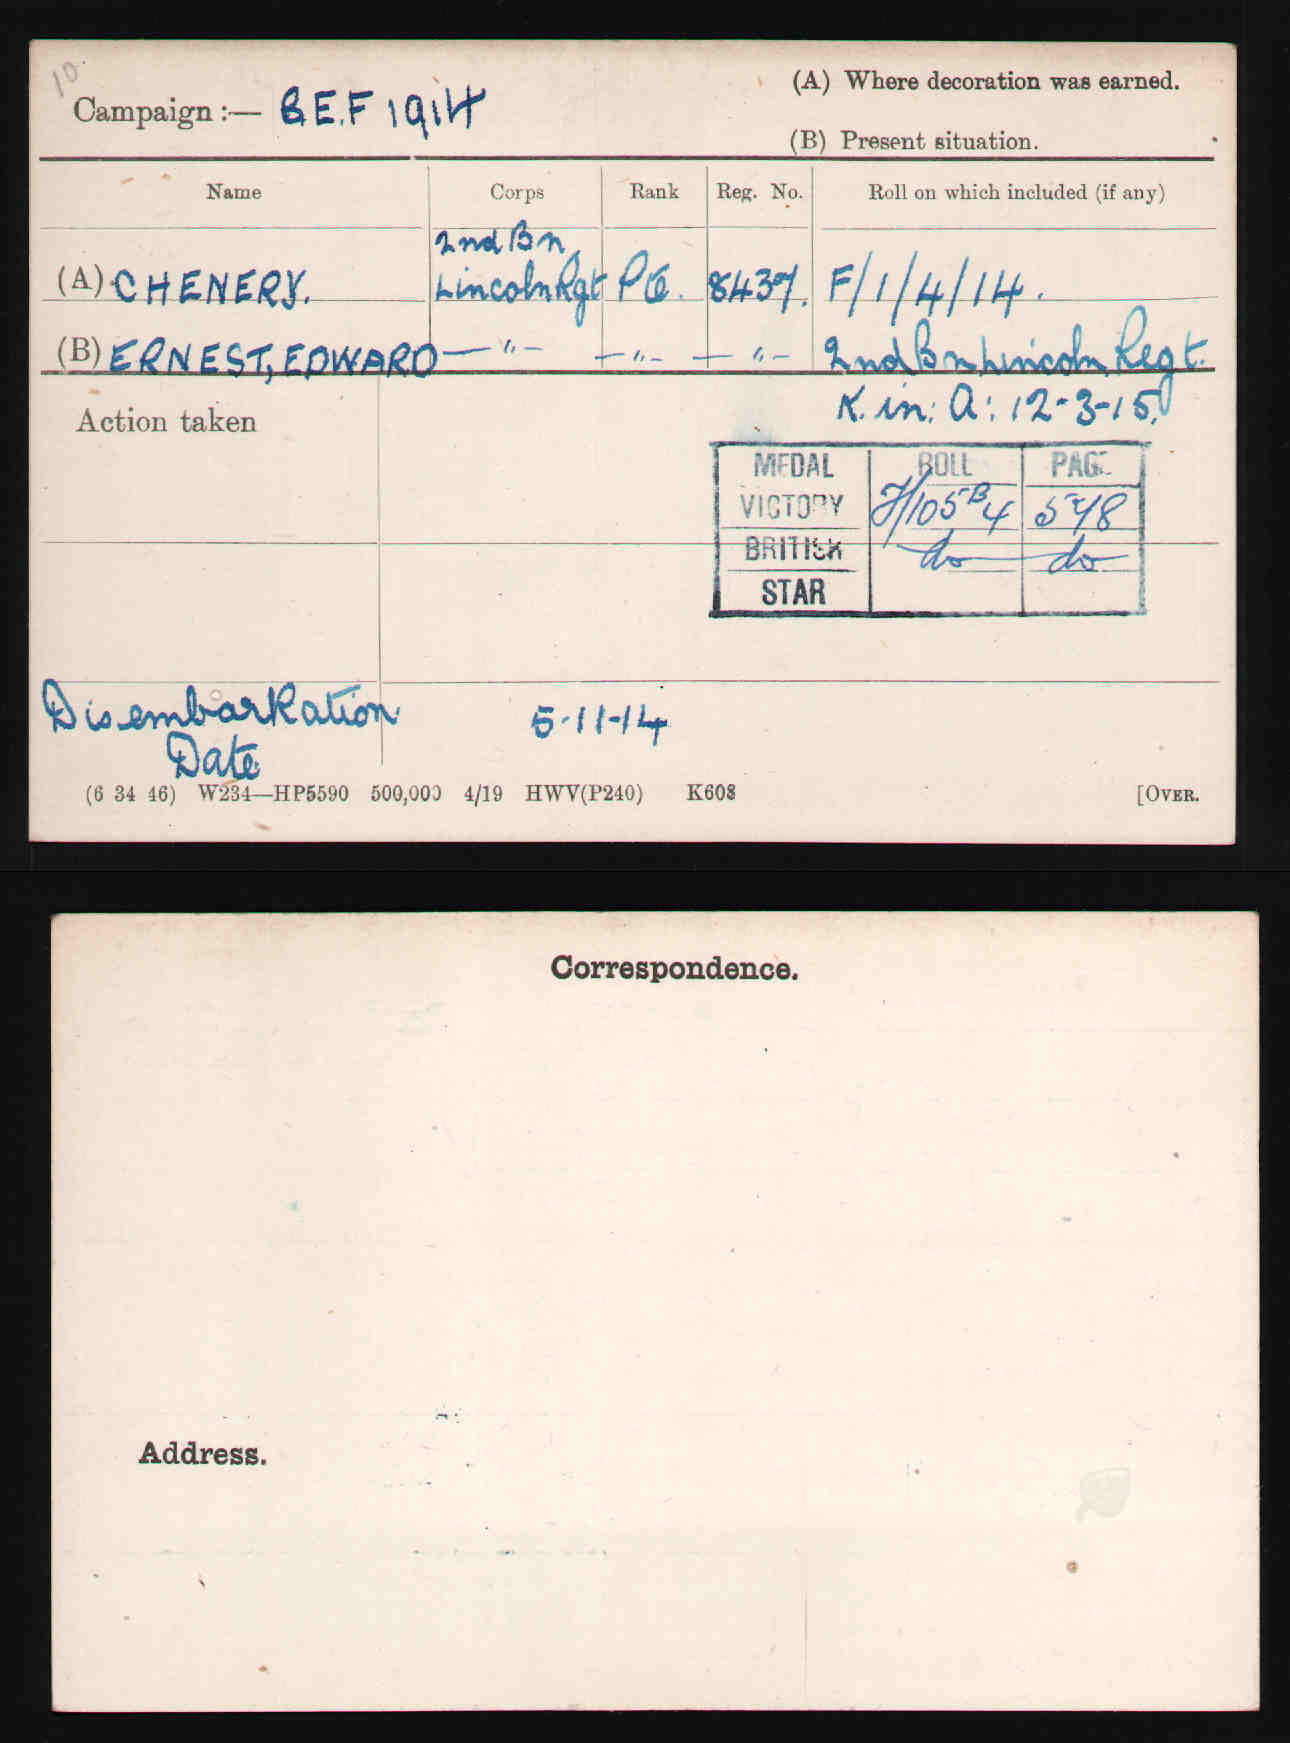 10
Campaign :— B.E.F 1914
(A) Where decoration was earned.
(B) Present situation.
Name Corps Rank Reg. No. Roll on which included (if any)
2nd Bn
(A) CHENERY. Lincoln Rgt Pte. 8437. F/1/4/14.
(B) ERNEST, EDWARD — " — — " — — " — 2nd Bn Lincoln Regt.
K. in: A: 12-3-15.
Action taken
MEDAL ROLL PAGE
VICTORY J/105B4 578
BRITISH do do
STAR
Disembarkation 5-11-14
Date
(6 34 46) W234—HP5590 500,000 4/19 HWV(P240) K608 [OVER.
Correspondence.
Address.